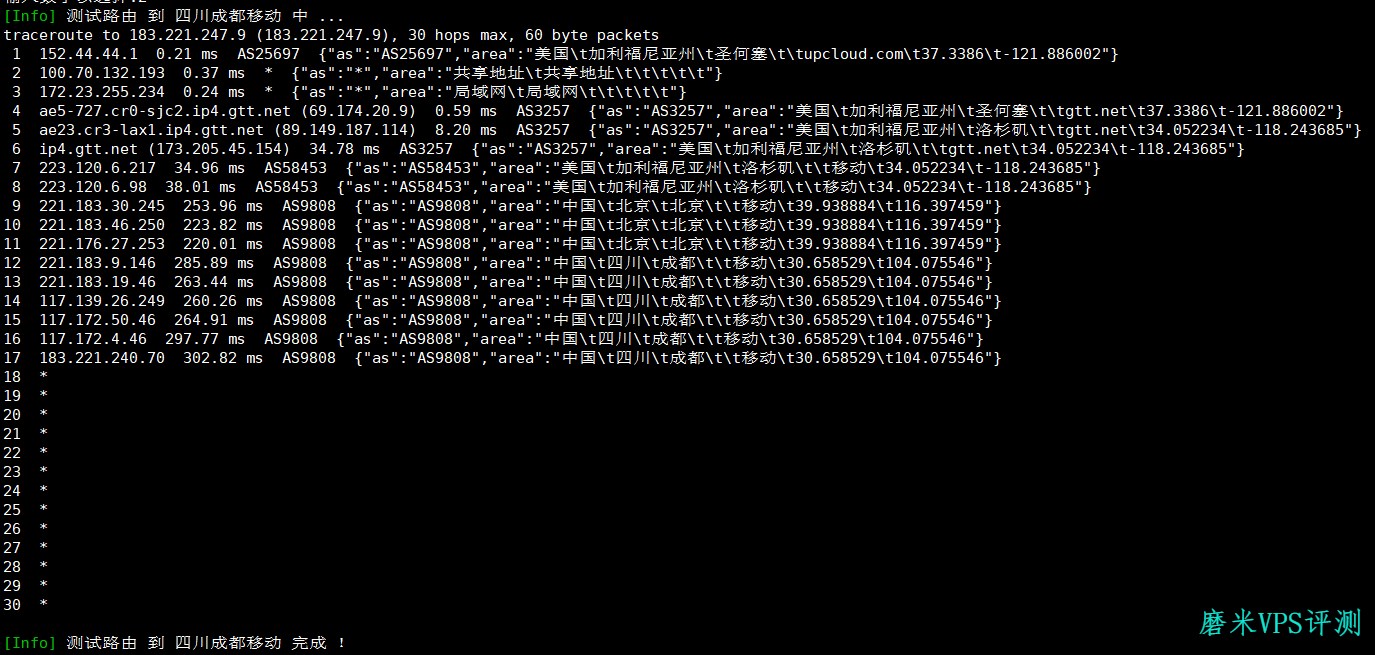 [Info] 测试路由 到 四川成都移动 中 ...
traceroute to 183.221.247.9 (183.221.247.9), 30 hops max, 60 byte packets
1 152.44.44.1 0.21 ms AS25697 {"as":"AS25697","area":"美国\t加利福尼亚州\t圣何塞\t\tupcloud.com\t37.3386\t-121.886002"}
2 100.70.132.193 0.37 ms * {"as":"*","area":"共享地址\t共享地址\t\t\t\t\t"}
3 172.23.255.234 0.24 ms * {"as":"*","area":"局域网\t局域网\t\t\t\t\t"}
4 ae5-727.cr0-sjc2.ip4.gtt.net (69.174.20.9) 0.59 ms AS3257 {"as":"AS3257","area":"美国\t加利福尼亚州\t圣何塞\t\tgtt.net\t37.3386\t-121.886002"}
5 ae23.cr3-lax1.ip4.gtt.net (89.149.187.114) 8.20 ms AS3257 {"as":"AS3257","area":"美国\t加利福尼亚州\t洛杉矶\t\tgtt.net\t34.052234\t-118.243685"}
6 ip4.gtt.net (173.205.45.154) 34.78 ms AS3257 {"as":"AS3257","area":"美国\t加利福尼亚州\t洛杉矶\t\tgtt.net\t34.052234\t-118.243685"}
7 223.120.6.217 34.96 ms AS58453 {"as":"AS58453","area":"美国\t加利福尼亚州\t洛杉矶\t\t移动\t34.052234\t-118.243685"}
8 223.120.6.98 38.01 ms AS58453 {"as":"AS58453","area":"美国\t加利福尼亚州\t洛杉矶\t\t移动\t34.052234\t-118.243685"}
9 221.183.30.245 253.96 ms AS9808 {"as":"AS9808","area":"中国\t北京\t北京\t\t移动\t39.938884\t116.397459"}
10 221.183.46.250 223.82 ms AS9808 {"as":"AS9808","area":"中国\t北京\t北京\t\t移动\t39.938884\t116.397459"}
11 221.176.27.253 220.01 ms AS9808 {"as":"AS9808","area":"中国\t北京\t北京\t\t移动\t39.938884\t116.397459"}
12 221.183.9.146 285.89 ms AS9808 {"as":"AS9808","area":"中国\t四川\t成都\t\t移动\t30.658529\t104.075546"}
13 221.183.19.46 263.44 ms AS9808 {"as":"AS9808","area":"中国\t四川\t成都\t\t移动\t30.658529\t104.075546"}
14 117.139.26.249 260.26 ms AS9808 {"as":"AS9808","area":"中国\t四川\t成都\t\t移动\t30.658529\t104.075546"}
15 117.172.50.46 264.91 ms AS9808 {"as":"AS9808","area":"中国\t四川\t成都\t\t移动\t30.658529\t104.075546"}
16 117.172.4.46 297.77 ms AS9808 {"as":"AS9808","area":"中国\t四川\t成都\t\t移动\t30.658529\t104.075546"}
17 183.221.240.70 302.82 ms AS9808 {"as":"AS9808","area":"中国\t四川\t成都\t\t移动\t30.658529\t104.075546"}
18 *
19 *
20 *
21 *
22 *
23 *
24 *
25 *
26 *
27 *
28 *
29 *
30 *
磨米VPS评测
[Info] 测试路由 到 四川成都移动 完成 ！